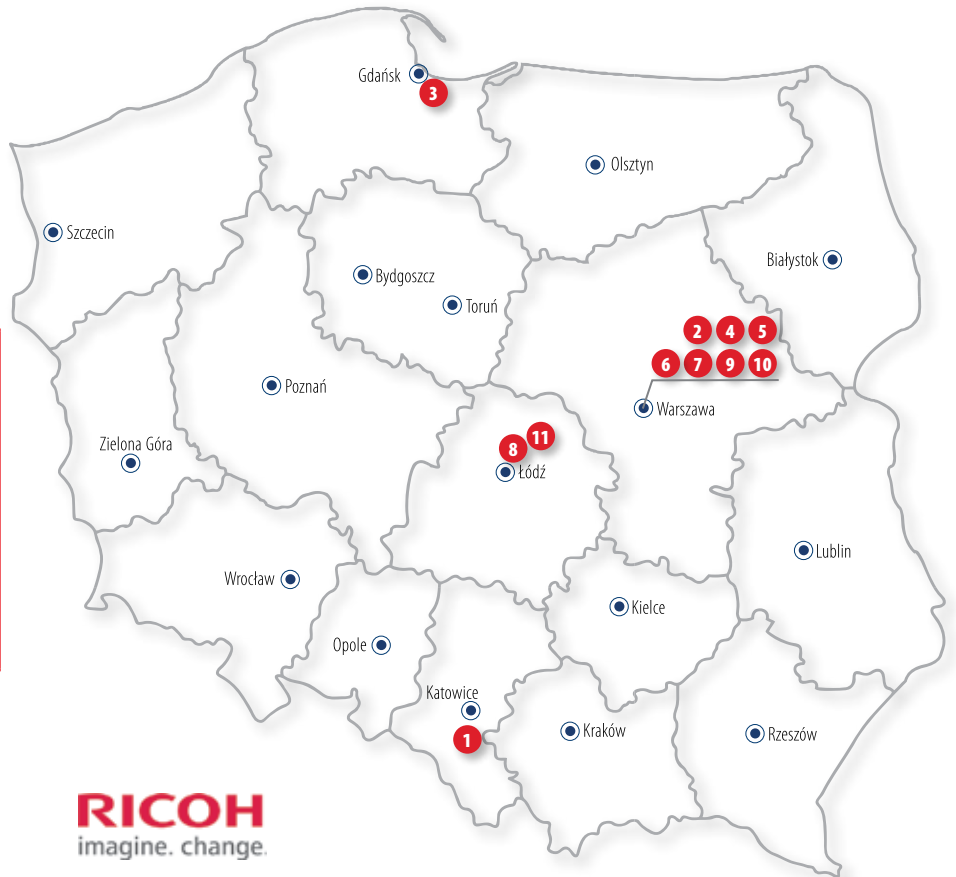 Gdańsk
3
Olsztyn
Szczecin
Białystok
Bydgoszcz
Toruń
2 4 5
6 7 9 10
Poznań
Warszawa
Zielona Góra
8 11
Łódź
Lublin
Wrocław
Kielce
Opole
Katowice
1
Kraków
Rzeszów
RICOH
imagine. change.